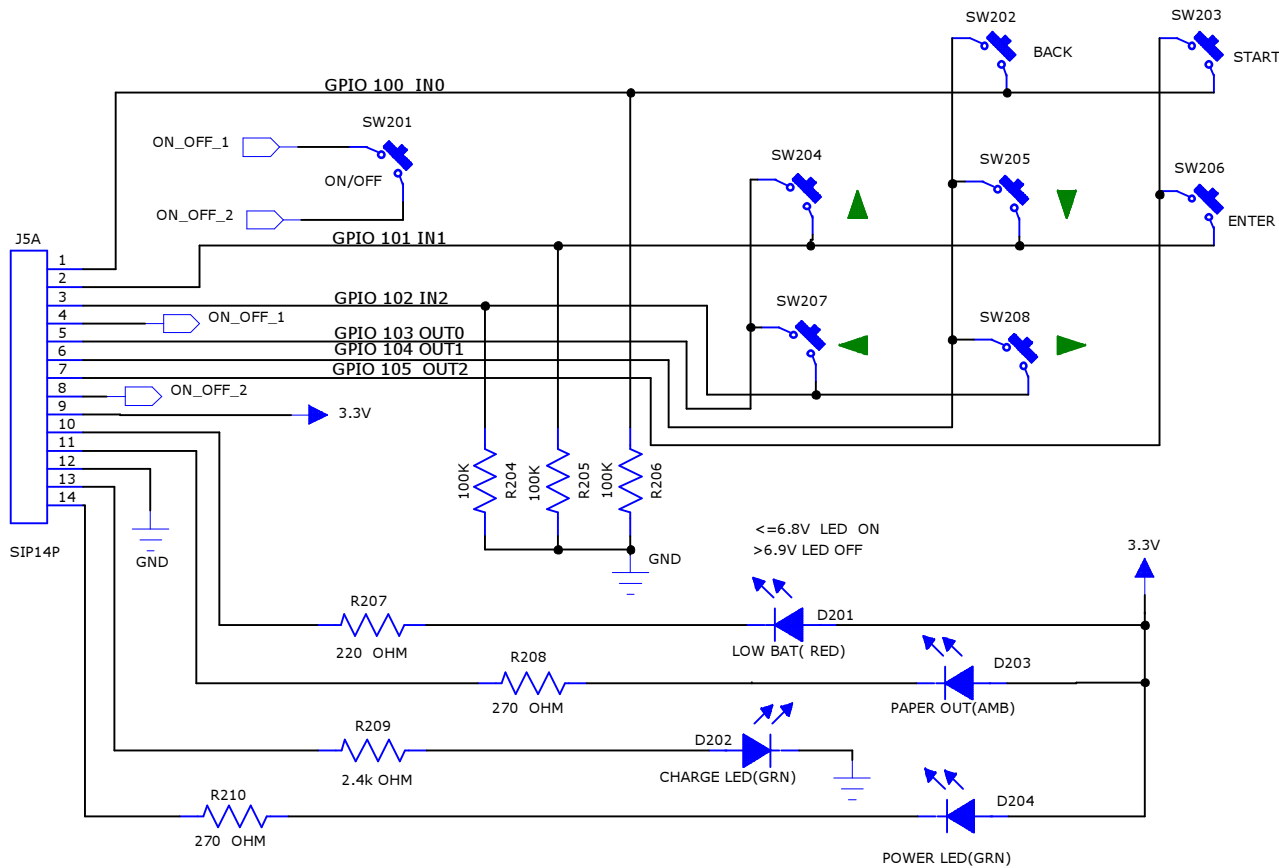 SW202
SW203
BACK
START
GPIO 100 IN0
SW201
ON_OFF_1
ON/OFF
ON_OFF_2
SW204
SW205
SW206
ENTER
J5A
GPIO 101 IN1
1
2
3
4
5
6
7
8
9
10
11
12
13
14
SIP14P
GPIO 102 IN2
ON_OFF_1
GPIO 103 OUT0
GPIO 104 OUT1
GPIO 105 OUT2
ON_OFF_2
3.3V
SW207
SW208
100K
R204
100K
R205
100K
R206
GND
GND
<=6.8V LED ON
>6.9V LED OFF
3.3V
R207
220 OHM
D201
LOW BAT( RED)
R208
270 OHM
D203
PAPER OUT(AMB)
R209
2.4k OHM
D202
CHARGE LED(GRN)
R210
270 OHM
D204
POWER LED(GRN)